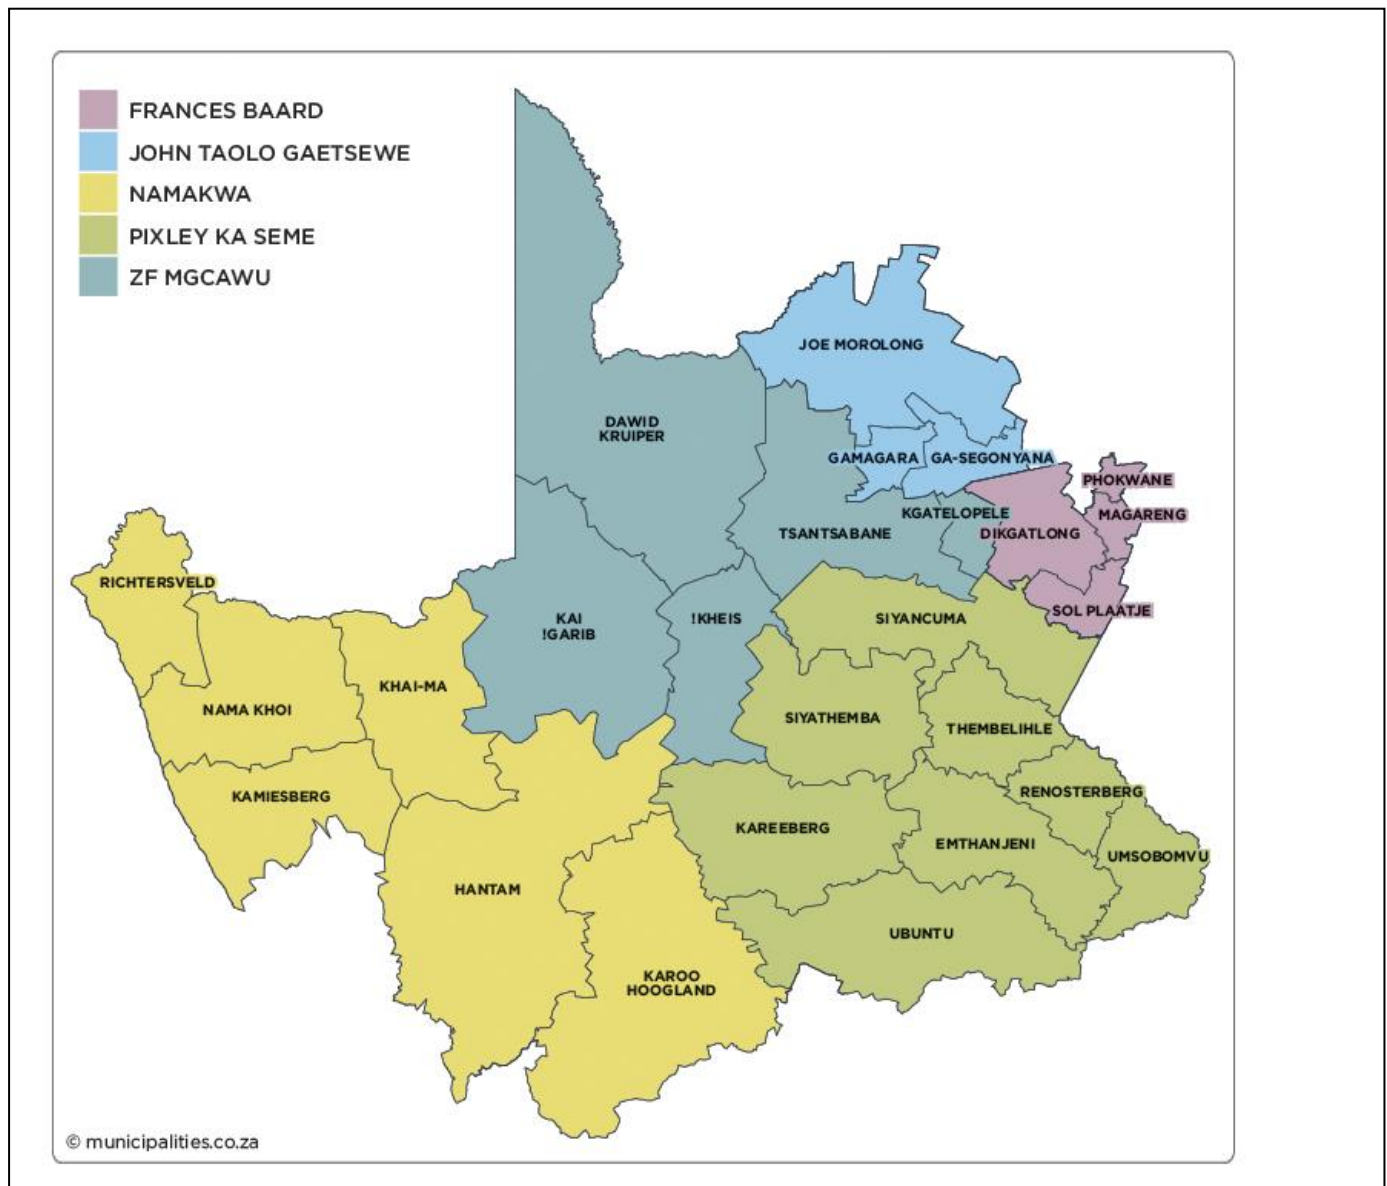 FRANCES BAARD
JOHN TAOLO GAETSEWE
NAMAKWA
PIXLEY KA SEME
ZF MGCAWU
JOE MOROLONG
DAWID
KRUIPER
GAMAGARA
GA-SEGONYANA
PHOKWANE
KGATELOPELE
MAGARENG
TSANTSABANE
DIKGATLONG
RICHTERSVELD
SOL PLAATJE
KAI
!GARIB
!KHEIS
SIYANCUMA
KHAI-MA
NAMA KHOI
SIYATHEMBA
THEMBELIHLE
KAMIESBERG
RENOSTERBERG
KAREEBERG
EMTHANJENI
UMSOBOMVU
HANTAM
UBUNTU
KAROO
HOOGLAND
© municipalities.co.za